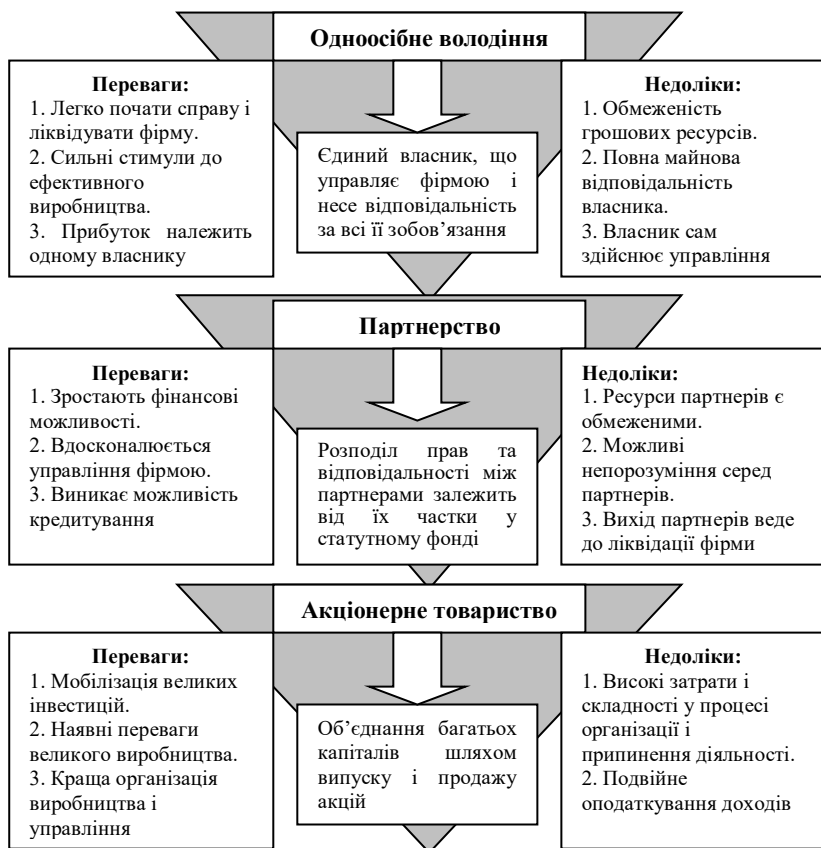 Одноосібне володіння
Переваги:
1. Легко почати справу і
ліквідувати фірму.
2. Сильні стимули до
ефективного
виробництва.
3. Прибуток належить
одному власнику
Єдиний власник, що
управляє фірмою і
несе відповідальність
за всі її зобов’язання
Недоліки:
1. Обмеженість
грошових ресурсів.
2. Повна майнова
відповідальність
власника.
3. Власник сам
здійснює управління
Партнерство
Переваги:
1. Зростають фінансові
можливості.
2. Вдосконалюється
управління фірмою.
3. Виникає можливість
кредитування
Розподіл прав та
відповідальності між
партнерами залежить
від їх частки у
статутному фонді
Недоліки:
1. Ресурси партнерів є
обмеженими.
2. Можливі
непорозуміння серед
партнерів.
3. Вихід партнерів веде
до ліквідації фірми
Акціонерне товариство
Переваги:
1. Мобілізація великих
інвестицій.
2. Наявні переваги
великого виробництва.
3. Краща організація
виробництва і
управління
Об’єднання багатьох
капіталів шляхом
випуску і продажу
акцій
Недоліки:
1. Високі затрати і
складності у процесі
організації і
припинення діяльності.
2. Подвійне
оподаткування доходів